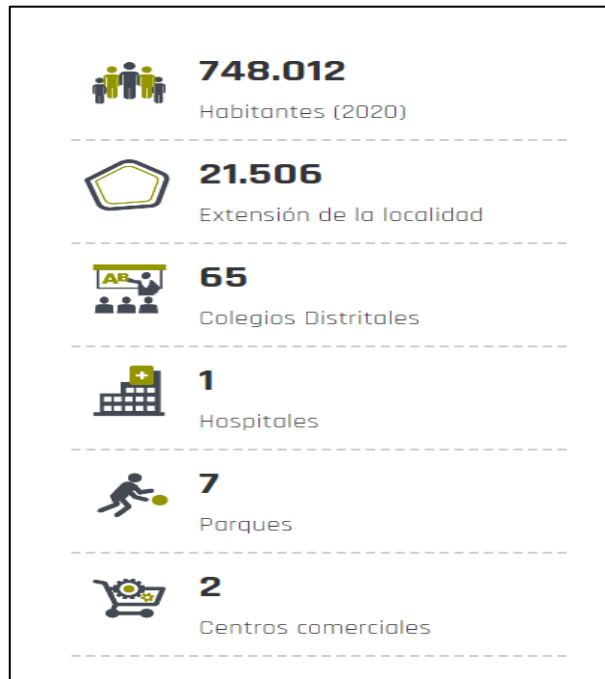 748.012
Habitantes (2020)
21.506
Extensión de la localidad
AB
65
Colegios Distritales
1
Hospitales
7
Parques
2
Centros comerciales